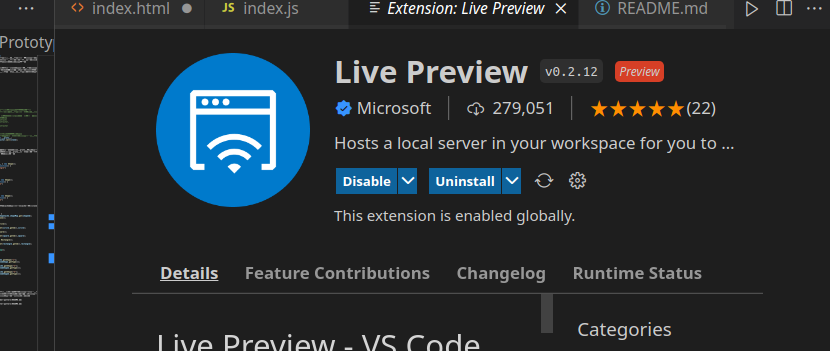 index.html
JS index.js
Extension: Live Preview
README.md
Prototy
Live Preview v0.2.12 Preview
Microsoft 279,051 (22)
Hosts a local server in your workspace for you to ...
Disable Uninstall
This extension is enabled globally.
Details Feature Contributions Changelog Runtime Status
Live Preview - VS Code
Categories